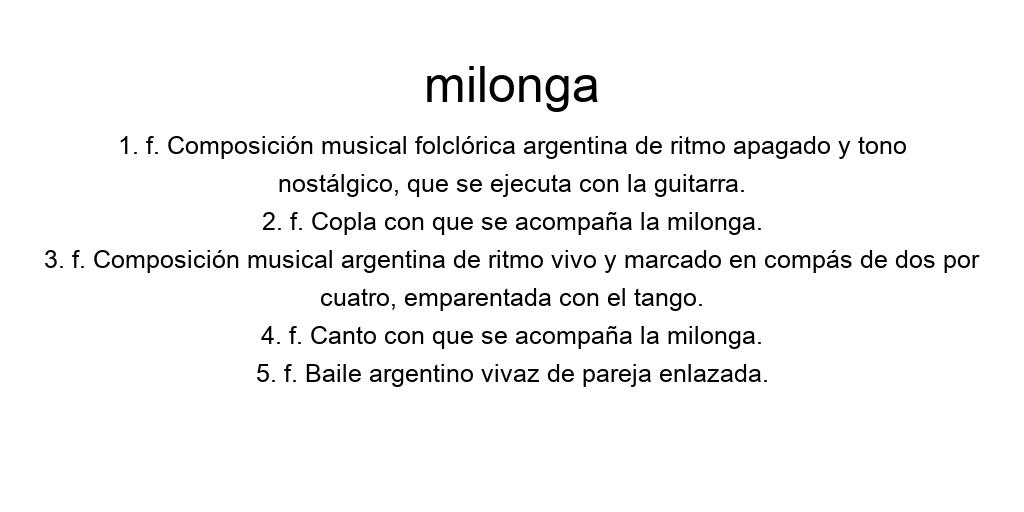 milonga
1. f. Composición musical folclórica argentina de ritmo apagado y tono
nostálgico, que se ejecuta con la guitarra.
2. f. Copla con que se acompaña la milonga.
3. f. Composición musical argentina de ritmo vivo y marcado en compás de dos por
cuatro, emparentada con el tango.
4. f. Canto con que se acompaña la milonga.
5. f. Baile argentino vivaz de pareja enlazada.